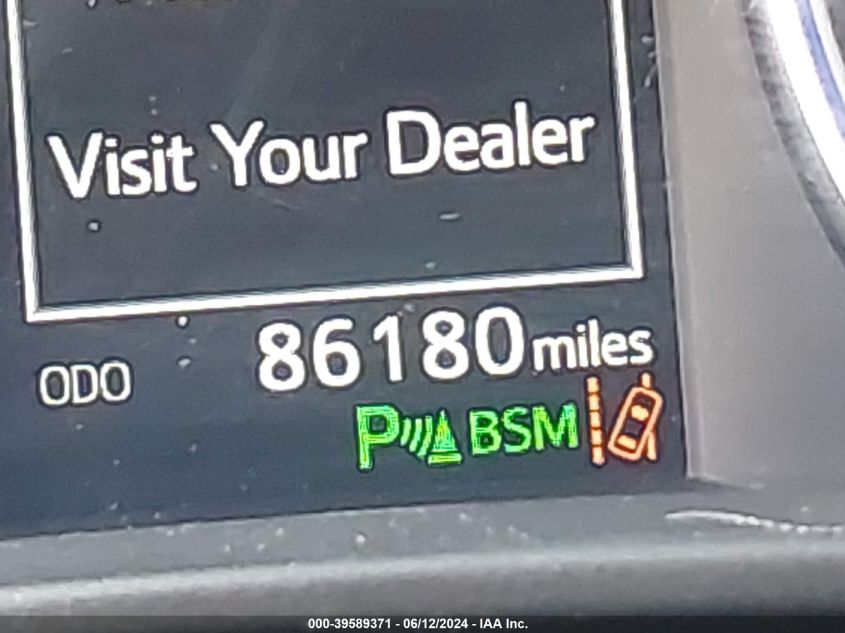 Visit Your Dealer
ODO 86180 miles
P BSM
000-39589371 - 06/12/2024 - IAA Inc.